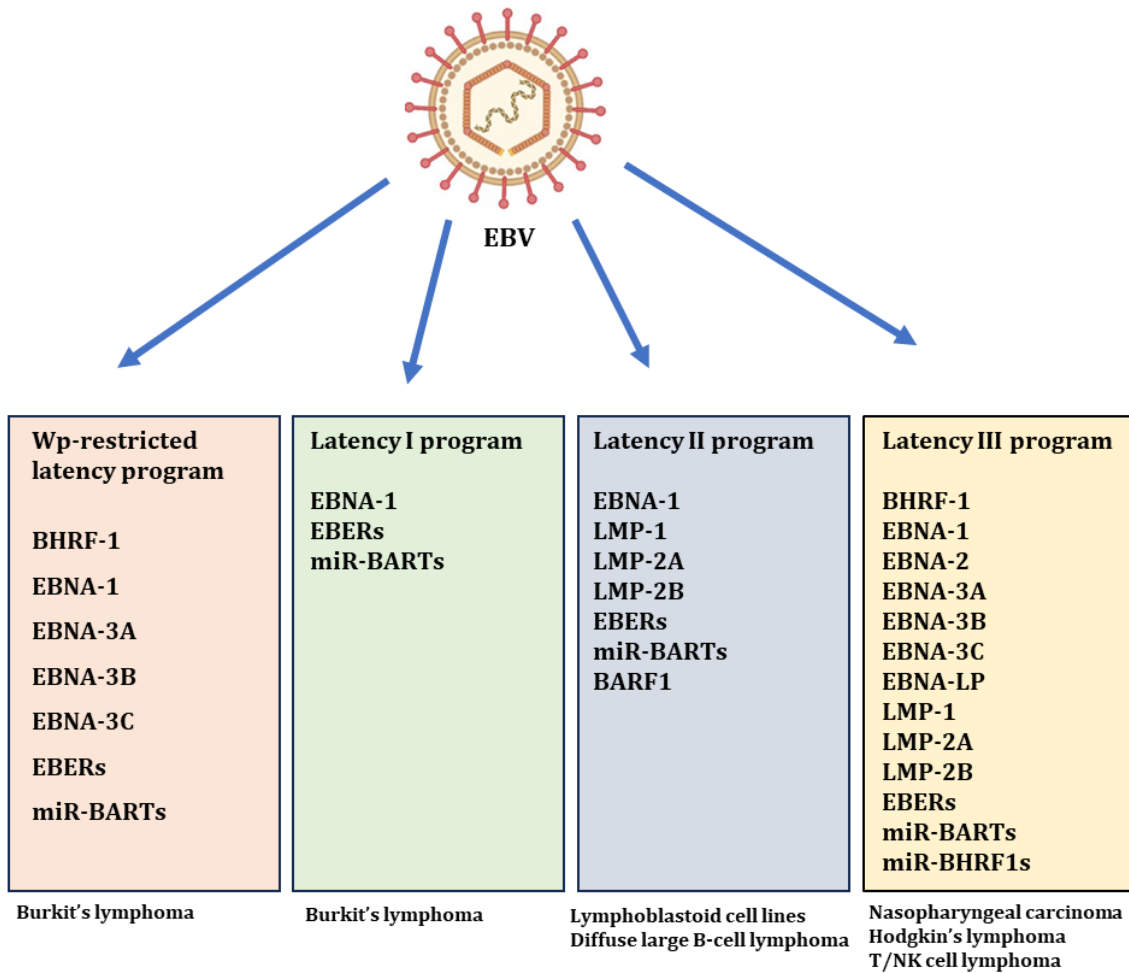 EBV
Wp-restricted
latency program
BHRF-1
EBNA-1
EBNA-3A
EBNA-3B
EBNA-3C
EBERs
miR-BARTs
Burkit's lymphoma
Latency I program
EBNA-1
EBERs
miR-BARTs
Burkit's lymphoma
Latency II program
EBNA-1
LMP-1
LMP-2A
LMP-2B
EBERs
miR-BARTs
BARF1
Lymphoblastoid cell lines
Diffuse large B-cell lymphoma
Latency III program
BHRF-1
EBNA-1
EBNA-2
EBNA-3A
EBNA-3B
EBNA-3C
EBNA-LP
LMP-1
LMP-2A
LMP-2B
EBERs
miR-BARTs
miR-BHRF1s
Nasopharyngeal carcinoma
Hodgkin's lymphoma
T/NK cell lymphoma